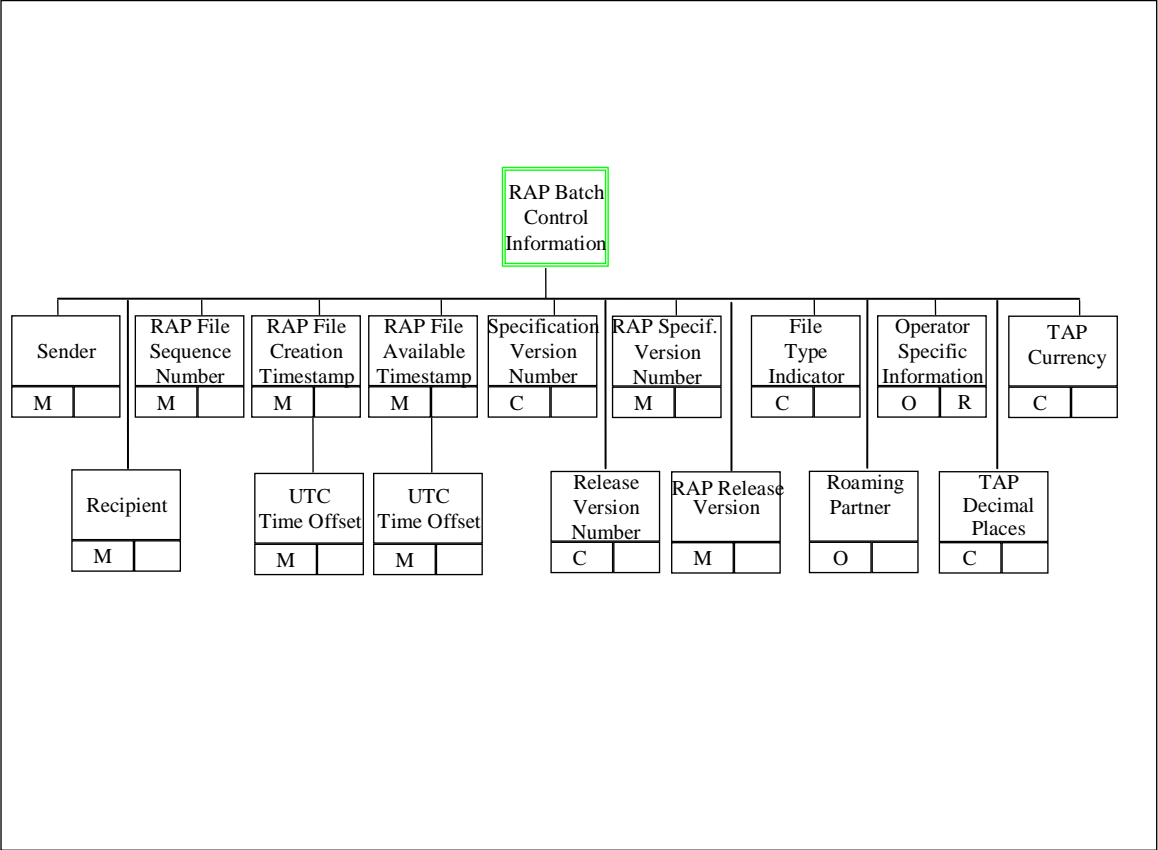 RAP Batch
Control
Information
Sender
M
RAP File
Sequence
Number
M
RAP File
Creation
Timestamp
M
RAP File
Available
Timestamp
M
Specification
Version
Number
C
RAP Specif.
Version
Number
M
File
Type
Indicator
C
Operator
Specific
Information
O R
TAP
Currency
C
Recipient
M
UTC
Time Offset
M
UTC
Time Offset
M
Release
Version
Number
C
RAP Release
Version
M
Roaming
Partner
O
TAP
Decimal
Places
C